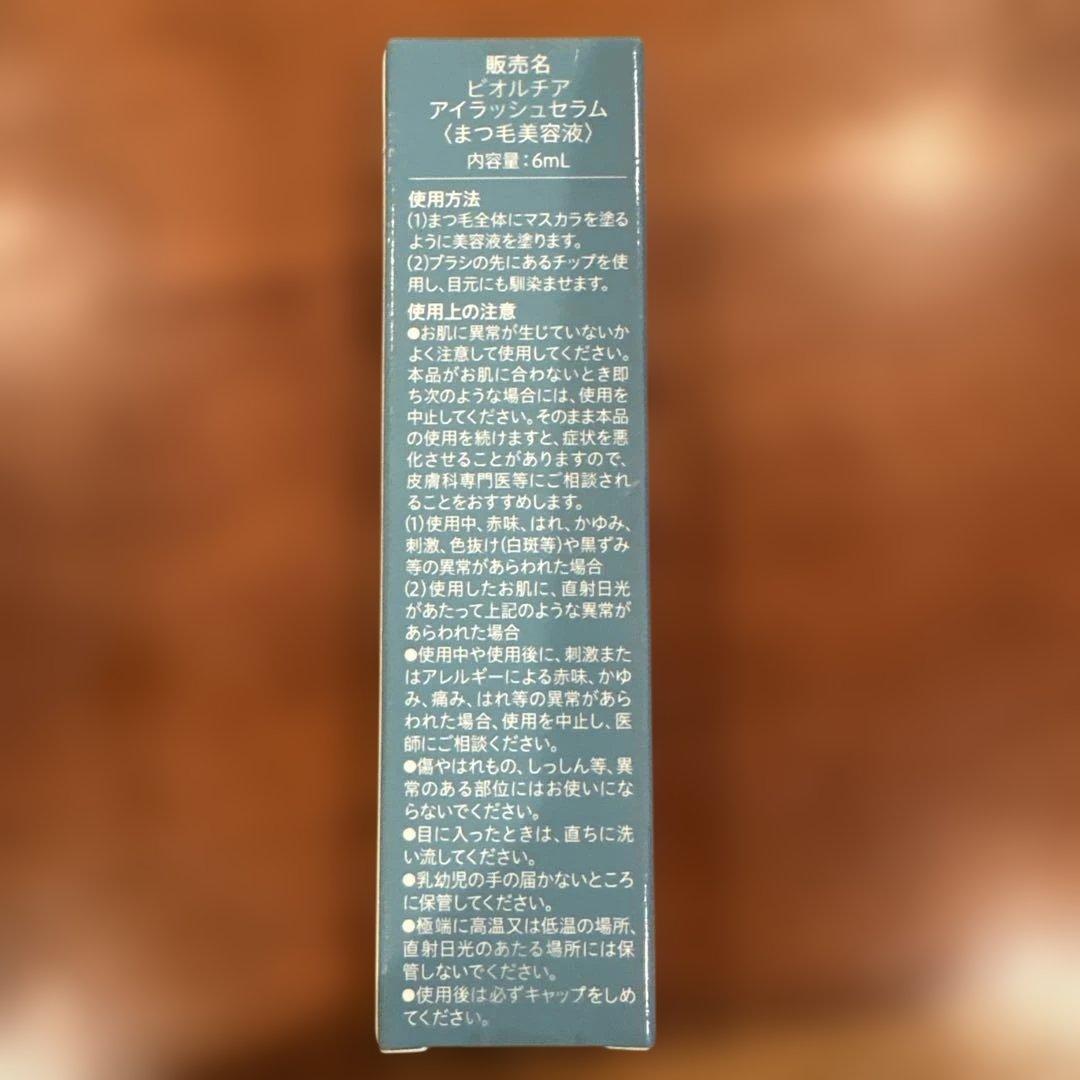 販売名
ビオルチア
アイラッシュセラム
〈まつ毛美容液〉
内容量：6mL
使用方法
(1)まつ毛全体にマスカラを塗る
ように美容液を塗ります。
(2)ブラシの先にあるチップを使
用し、目元にも馴染ませます。
使用上の注意
●お肌に異常が生じていないか
よく注意して使用してください。
本品がお肌に合わないとき即
ち次のような場合には、使用を
中止してください。そのまま本品
の使用を続けますと、症状を悪
化させることがありますので、
皮膚科専門医等にご相談され
ることをおすすめします。
(1)使用中、赤味、はれ、かゆみ、
刺激、色抜け(白斑等)や黒ずみ
等の異常があらわれた場合
(2)使用したお肌に、直射日光
があたって上記のような異常が
あらわれた場合
●使用中や使用後に、刺激また
はアレルギーによる赤味、かゆ
み、痛み、はれ等の異常があら
われた場合、使用を中止し、医
師にご相談ください。
●傷やはれもの、しっしん等、異
常のある部位にはお使いにな
らないでください。
●目に入ったときは、直ちに洗
い流してください。
●乳幼児の手の届かないところ
に保管してください。
●極端に高温又は低温の場所、
直射日光のあたる場所には保
管しないでください。
●使用後は必ずキャップをしめ
てください。